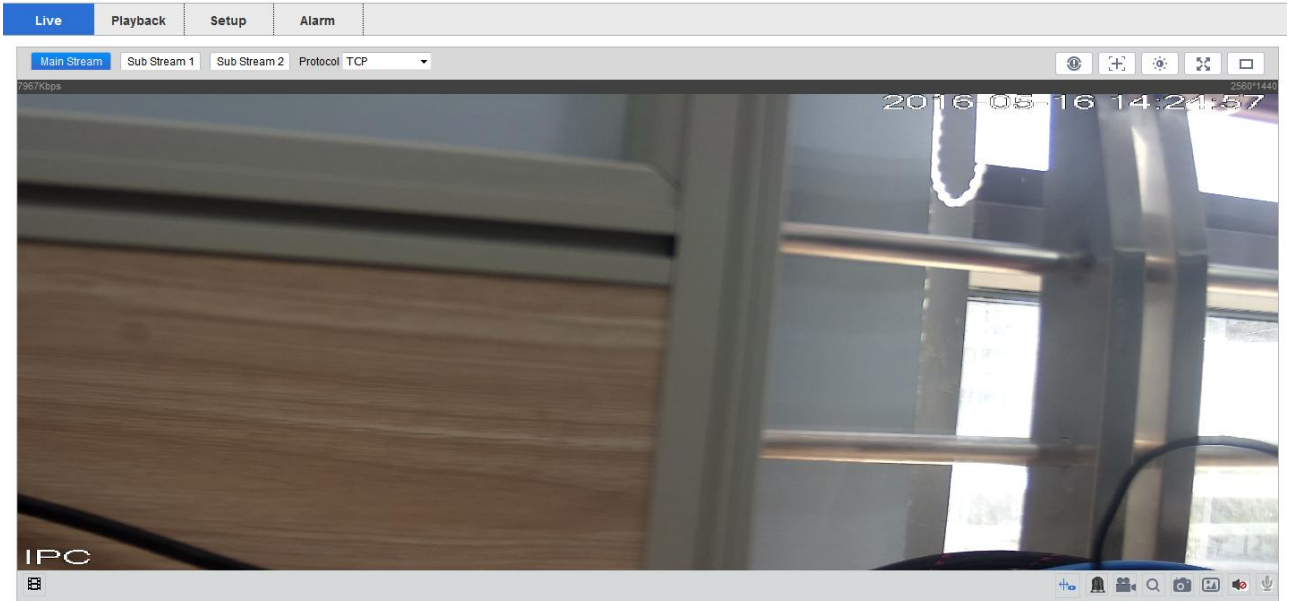 Live Playback Setup Alarm
Main Stream Sub Stream 1 Sub Stream 2 Protocol TCP
7967Kbps 2560*1440
2016-05-16 14:24:57
IPC